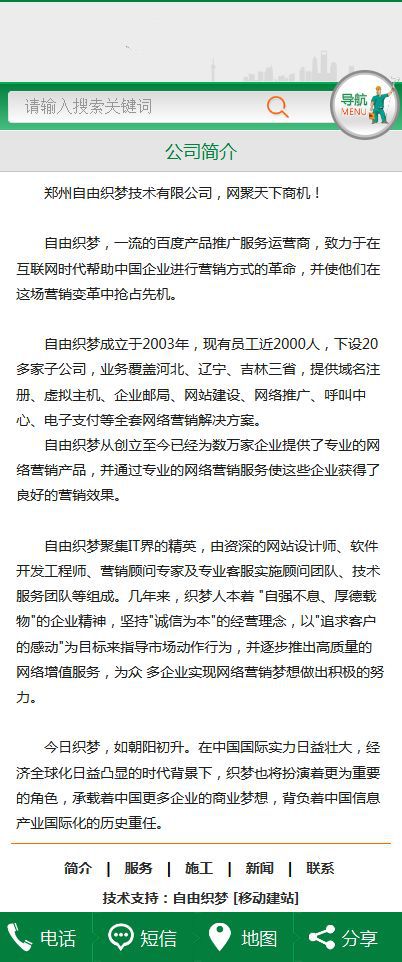 请输入搜索关键词
导航
MENU
公司简介
郑州自由织梦技术有限公司，网聚天下商机！
自由织梦，一流的百度产品推广服务运营商，致力于在
互联网时代帮助中国企业进行营销方式的革命，并使他们在
这场营销变革中抢占先机。
自由织梦成立于2003年，现有员工近2000人，下设20
多家子公司，业务覆盖河北、辽宁、吉林三省，提供域名注
册、虚拟主机、企业邮局、网站建设、网络推广、呼叫中
心、电子支付等全套网络营销解决方案。
自由织梦从创立至今已经为数万家企业提供了专业的网
络营销产品，并通过专业的网络营销服务使这些企业获得了
良好的营销效果。
自由织梦聚集IT界的精英，由资深的网站设计师、软件
开发工程师、营销顾问专家及专业客服实施顾问团队、技术
服务团队等组成。几年来，织梦人本着 "自强不息、厚德载
物"的企业精神，坚持"诚信为本"的经营理念，以"追求客户
的感动"为目标来指导市场动作行为，并逐步推出高质量的
网络增值服务，为众 多企业实现网络营销梦想做出积极的努
力。
今日织梦，如朝阳初升。在中国国际实力日益壮大，经
济全球化日益凸显的时代背景下，织梦也将扮演着更为重要
的角色，承载着中国更多企业的商业梦想，背负着中国信息
产业国际化的历史重任。
简介 | 服务 | 施工 | 新闻 | 联系
技术支持：自由织梦 [移动建站]
电话 短信 地图 分享